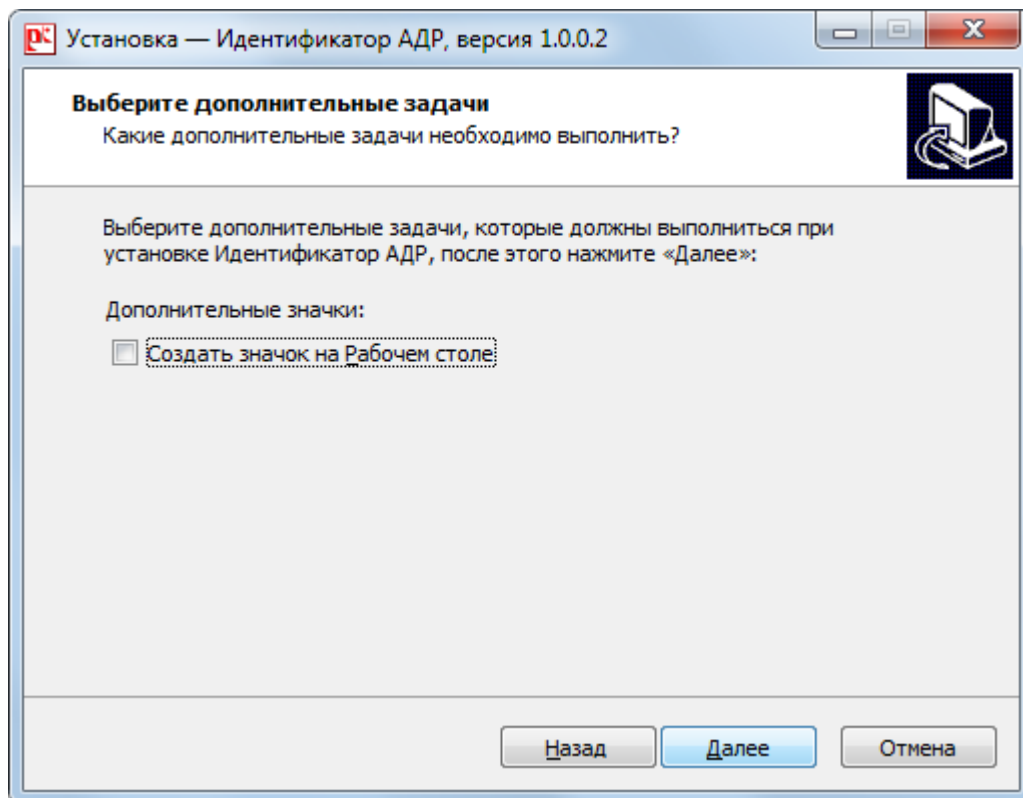 Установка — Идентификатор АДР, версия 1.0.0.2
Выберите дополнительные задачи
Какие дополнительные задачи необходимо выполнить?
Выберите дополнительные задачи, которые должны выполниться при
установке Идентификатор АДР, после этого нажмите «Далее»:
Дополнительные значки:
Создать значок на Рабочем столе
Назад
Далее
Отмена